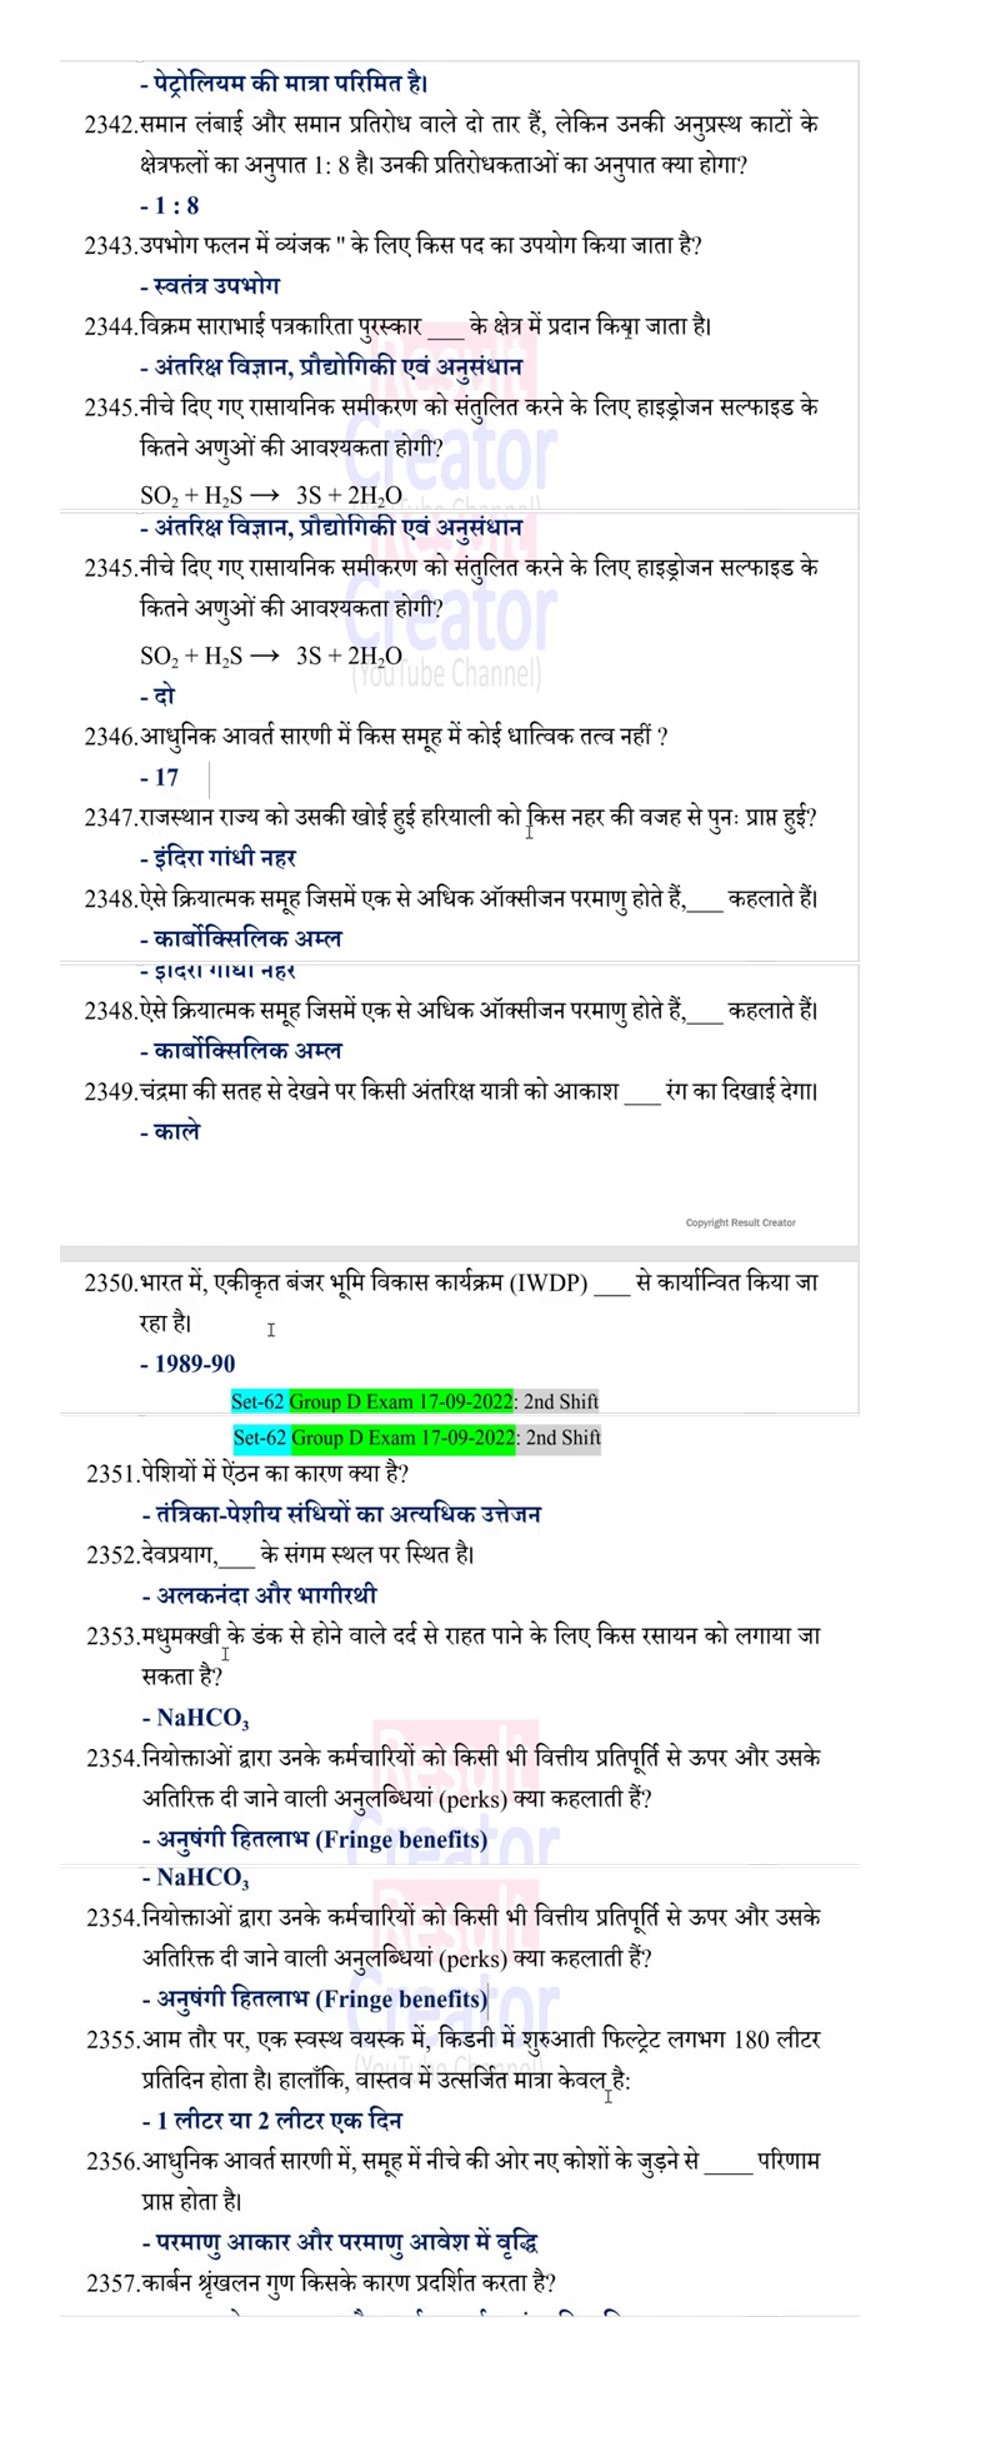 - पेट्रोलियम की मात्रा परिमित है।
2342.समान लंबाई और समान प्रतिरोध वाले दो तार हैं, लेकिन उनकी अनुप्रस्थ काटों के
क्षेत्रफलों का अनुपात 1: 8 है। उनकी प्रतिरोधकताओं का अनुपात क्या होगा?
- 1 : 8
2343.उपभोग फलन में व्यंजक " के लिए किस पद का उपयोग किया जाता है?
- स्वतंत्र उपभोग
2344.विक्रम साराभाई पत्रकारिता पुरस्कार ___ के क्षेत्र में प्रदान किया जाता है।
- अंतरिक्ष विज्ञान, प्रौद्योगिकी एवं अनुसंधान
2345.नीचे दिए गए रासायनिक समीकरण को संतुलित करने के लिए हाइड्रोजन सल्फाइड के
कितने अणुओं की आवश्यकता होगी?
SO₂ + H₂S ⟶ 3S + 2H₂O
- अंतरिक्ष विज्ञान, प्रौद्योगिकी एवं अनुसंधान
2345.नीचे दिए गए रासायनिक समीकरण को संतुलित करने के लिए हाइड्रोजन सल्फाइड के
कितने अणुओं की आवश्यकता होगी?
SO₂ + H₂S ⟶ 3S + 2H₂O
(YouTube Channel)
- दो
2346.आधुनिक आवर्त सारणी में किस समूह में कोई धात्विक तत्व नहीं ?
- 17
2347.राजस्थान राज्य को उसकी खोई हुई हरियाली को किस नहर की वजह से पुनः प्राप्त हुई?
- इंदिरा गांधी नहर
2348.ऐसे क्रियात्मक समूह जिसमें एक से अधिक ऑक्सीजन परमाणु होते हैं,___ कहलाते हैं।
- कार्बोक्सिलिक अम्ल
- इंदिरा गांधी नहर
2348.ऐसे क्रियात्मक समूह जिसमें एक से अधिक ऑक्सीजन परमाणु होते हैं,___ कहलाते हैं।
- कार्बोक्सिलिक अम्ल
2349.चंद्रमा की सतह से देखने पर किसी अंतरिक्ष यात्री को आकाश ___ रंग का दिखाई देगा।
- काले
Copyright Result Creator
2350.भारत में, एकीकृत बंजर भूमि विकास कार्यक्रम (IWDP) ___ से कार्यान्वित किया जा
रहा है।
- 1989-90
Set-62 Group D Exam 17-09-2022: 2nd Shift
Set-62 Group D Exam 17-09-2022: 2nd Shift
2351.पेशियों में ऐंठन का कारण क्या है?
- तंत्रिका-पेशीय संधियों का अत्यधिक उत्तेजन
2352.देवप्रयाग,___ के संगम स्थल पर स्थित है।
- अलकनंदा और भागीरथी
2353.मधुमक्खी के डंक से होने वाले दर्द से राहत पाने के लिए किस रसायन को लगाया जा
सकता है?
- NaHCO₃
2354.नियोक्ताओं द्वारा उनके कर्मचारियों को किसी भी वित्तीय प्रतिपूर्ति से ऊपर और उसके
अतिरिक्त दी जाने वाली अनुलब्धियां (perks) क्या कहलाती हैं?
- अनुषंगी हितलाभ (Fringe benefits)
- NaHCO₃
2354.नियोक्ताओं द्वारा उनके कर्मचारियों को किसी भी वित्तीय प्रतिपूर्ति से ऊपर और उसके
अतिरिक्त दी जाने वाली अनुलब्धियां (perks) क्या कहलाती हैं?
- अनुषंगी हितलाभ (Fringe benefits)
2355.आम तौर पर, एक स्वस्थ वयस्क में, किडनी में शुरुआती फिल्ट्रेट लगभग 180 लीटर
प्रतिदिन होता है। हालाँकि, वास्तव में उत्सर्जित मात्रा केवल है:
- 1 लीटर या 2 लीटर एक दिन
2356.आधुनिक आवर्त सारणी में, समूह में नीचे की ओर नए कोशों के जुड़ने से ____ परिणाम
प्राप्त होता है।
- परमाणु आकार और परमाणु आवेश में वृद्धि
2357.कार्बन श्रृंखलन गुण किसके कारण प्रदर्शित करता है?